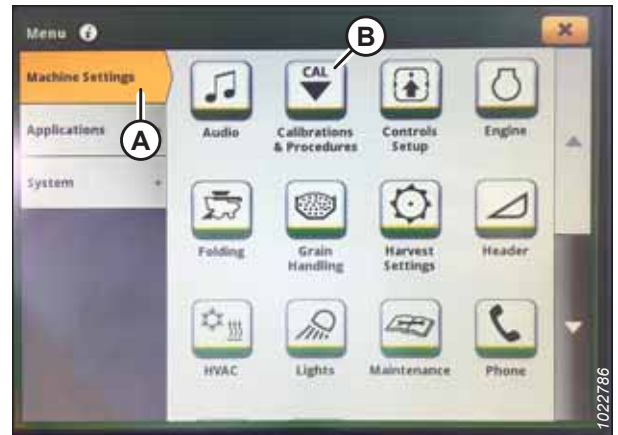 Menu i
B
Machine Settings
A
Applications
System
CAL
Audio
Calibrations
& Procedures
Controls
Setup
Engine
Folding
Grain
Handling
Harvest
Settings
Header
HVAC
Lights
Maintenance
Phone
1022786